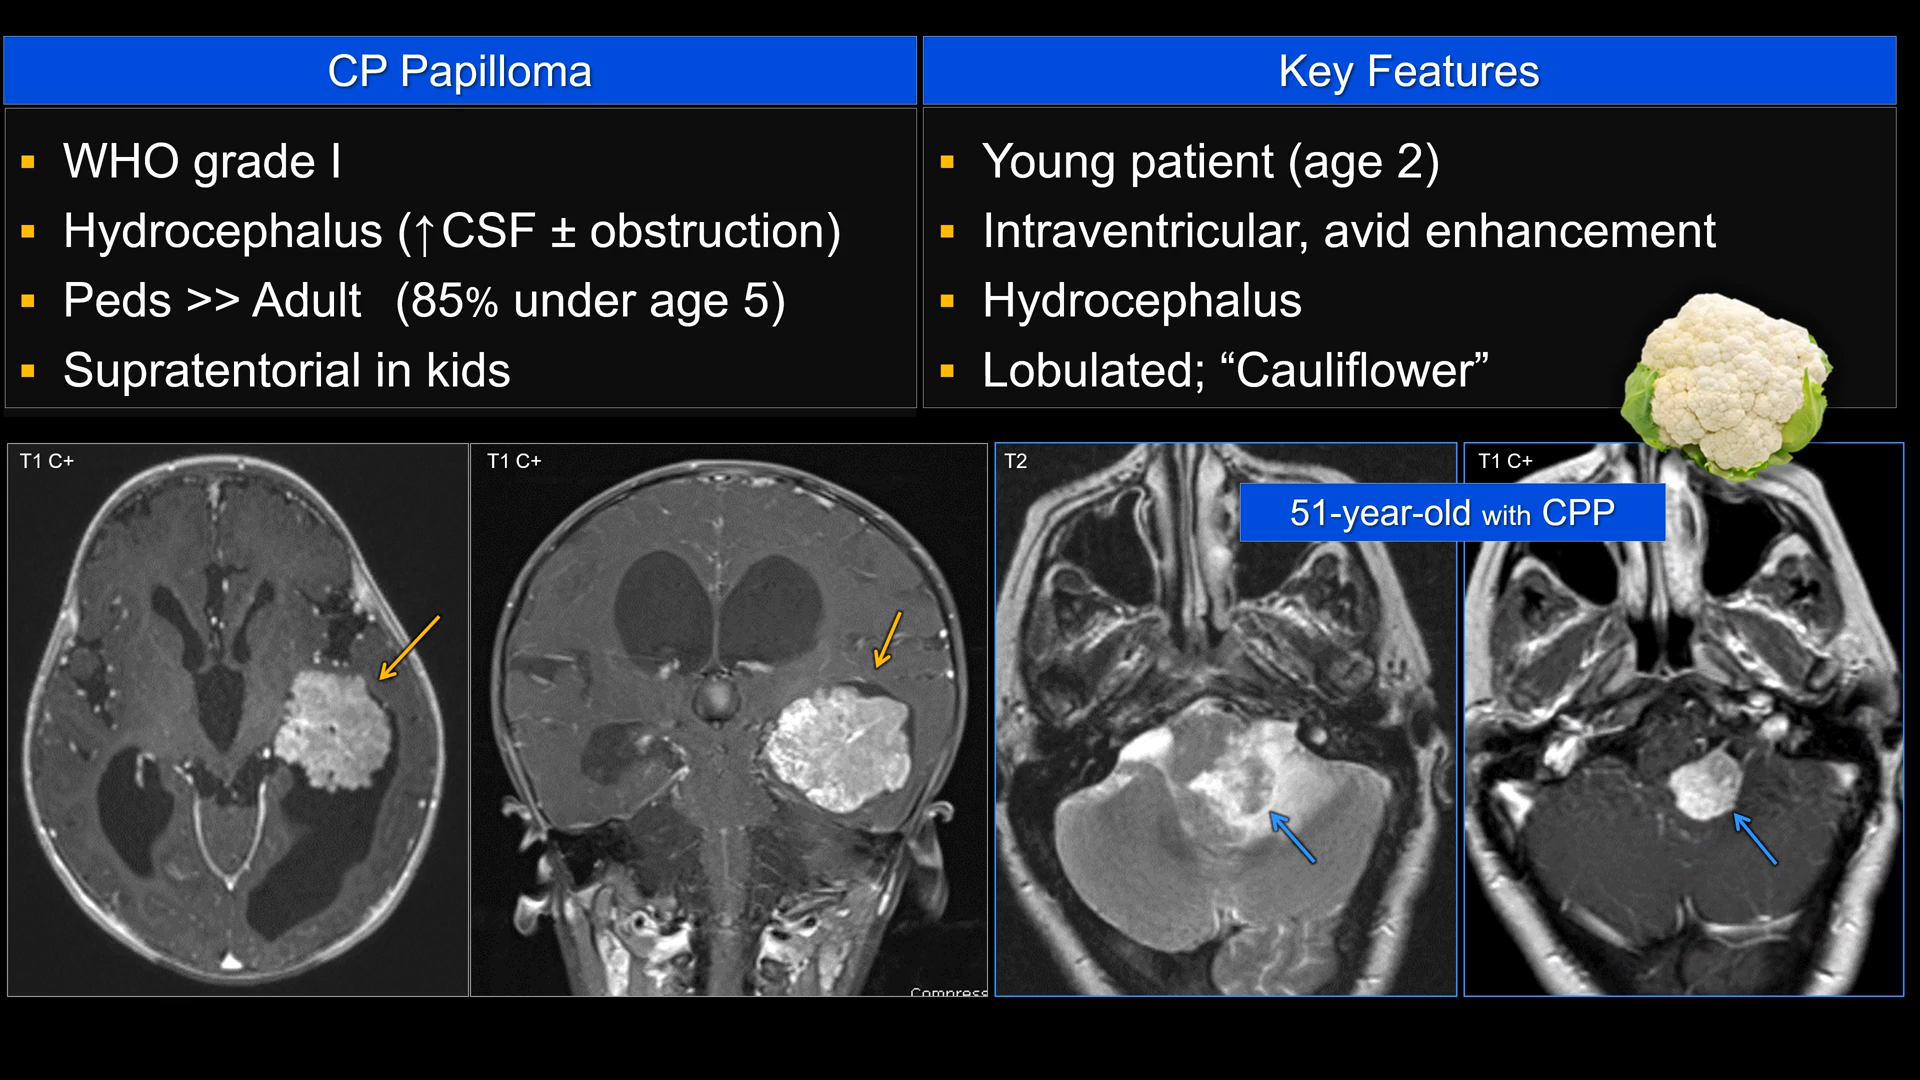 CP Papilloma
WHO grade I
Hydrocephalus (↑CSF ± obstruction)
Peds >> Adult (85% under age 5)
Supratentorial in kids
Key Features
Young patient (age 2)
Intraventricular, avid enhancement
Hydrocephalus
Lobulated; “Cauliflower”
T1 C+
T1 C+
Compress
T2
T1 C+
51-year-old with CPP